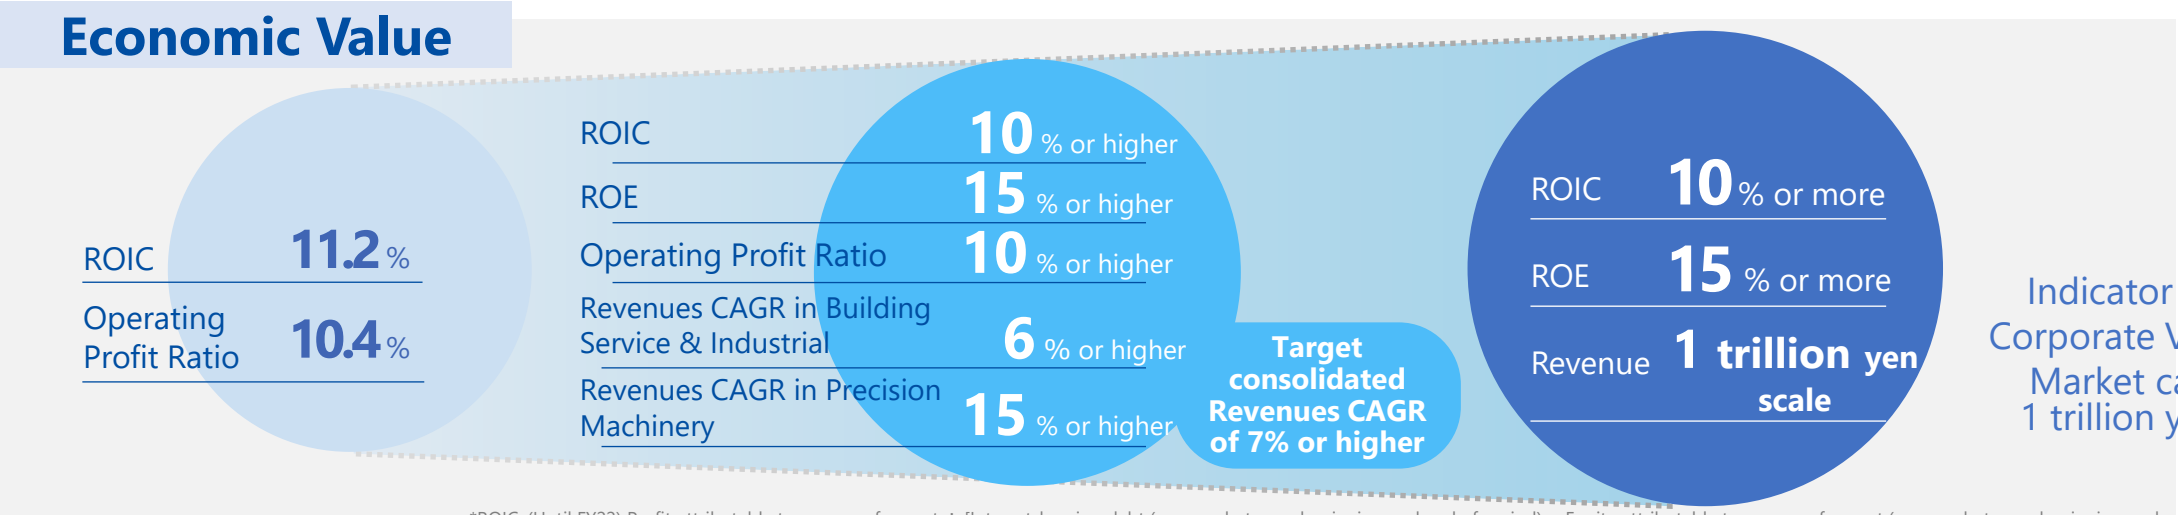 Economic Value
ROIC 11.2 %
Operating
Profit Ratio 10.4 %
ROIC 10 % or higher
ROE 15 % or higher
Operating Profit Ratio 10 % or higher
Revenues CAGR in Building
Service & Industrial 6 % or higher
Revenues CAGR in Precision
Machinery 15 % or higher
Target
consolidated
Revenues CAGR
of 7% or higher
ROIC 10 % or more
ROE 15 % or more
Revenue 1 trillion yen
scale
Indicator
Corporate
Market
1 trillion